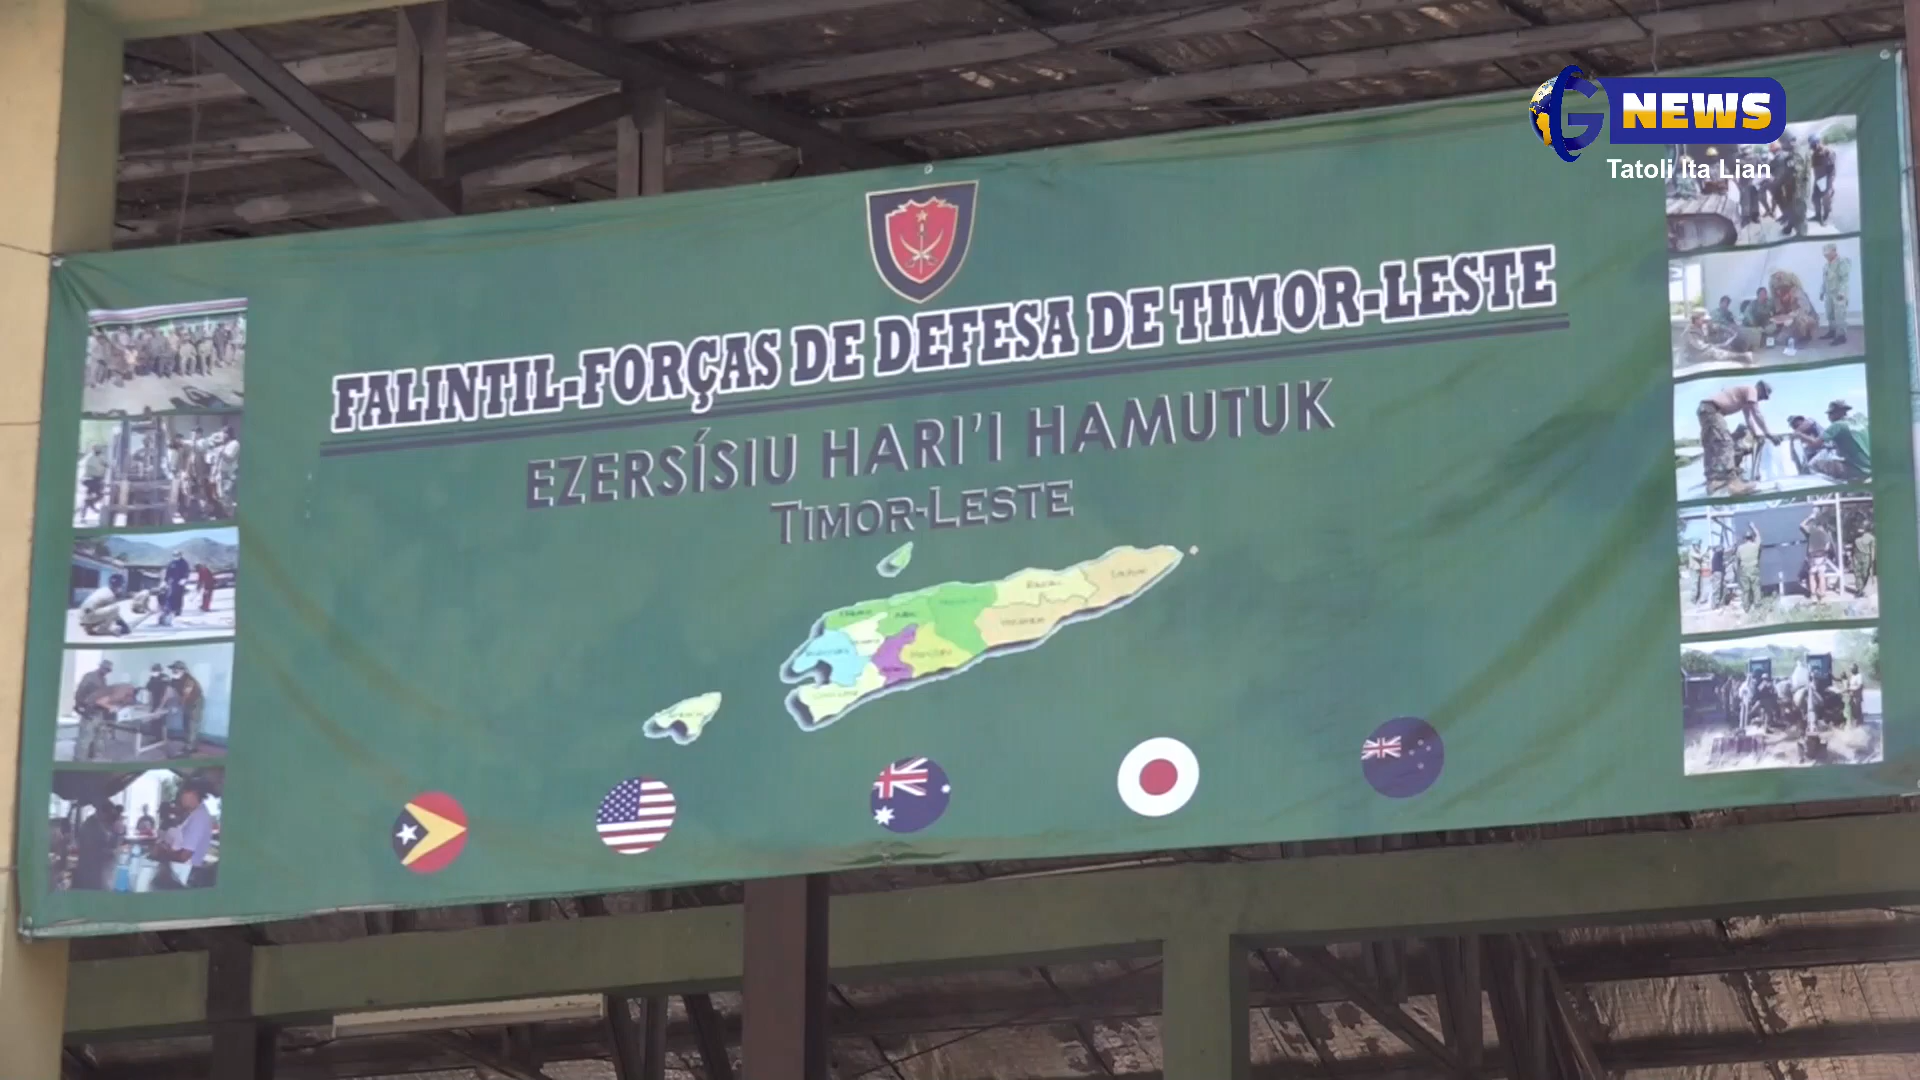 NEWS
Tatoli Ita Lian
FALINTIL-FORÇAS DE DEFESA DE TIMOR-LESTE
EZERSÍSIU HARI'I HAMUTUK
TIMOR-LESTE